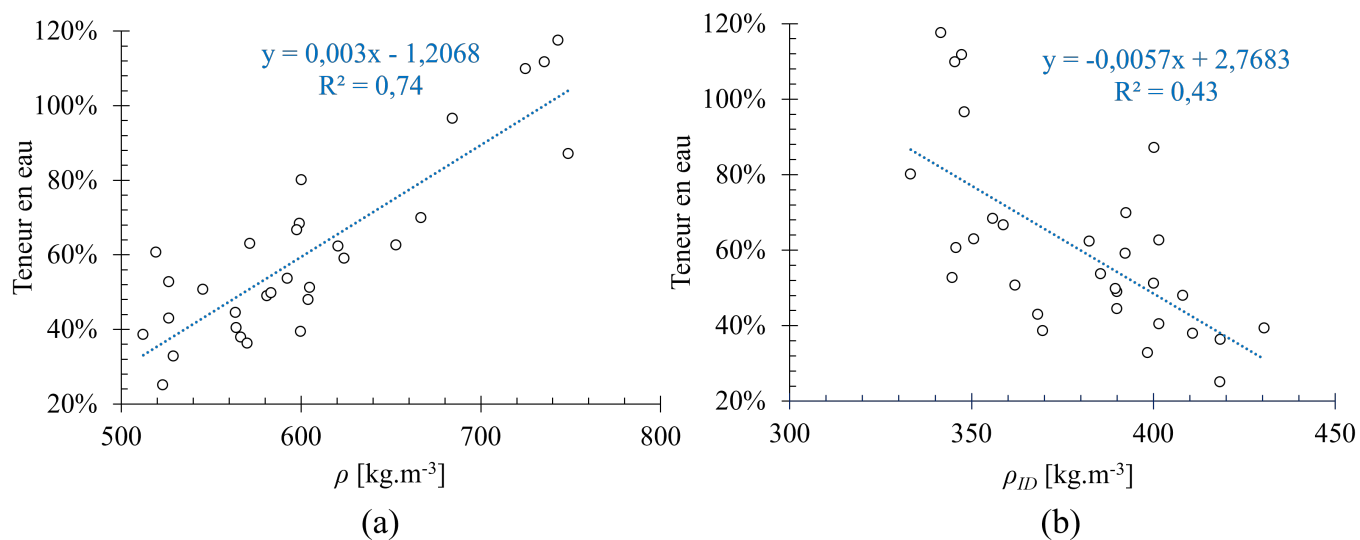 Teneur en eau
120%
100%
80%
60%
40%
20%
y = 0,003x - 1,2068
R² = 0,74
500
600
700
800
ρ [kg.m⁻³]
(a)
Teneur en eau
120%
100%
80%
60%
40%
20%
y = -0,0057x + 2,7683
R² = 0,43
300
350
400
450
ρ_ID [kg.m⁻³]
(b)